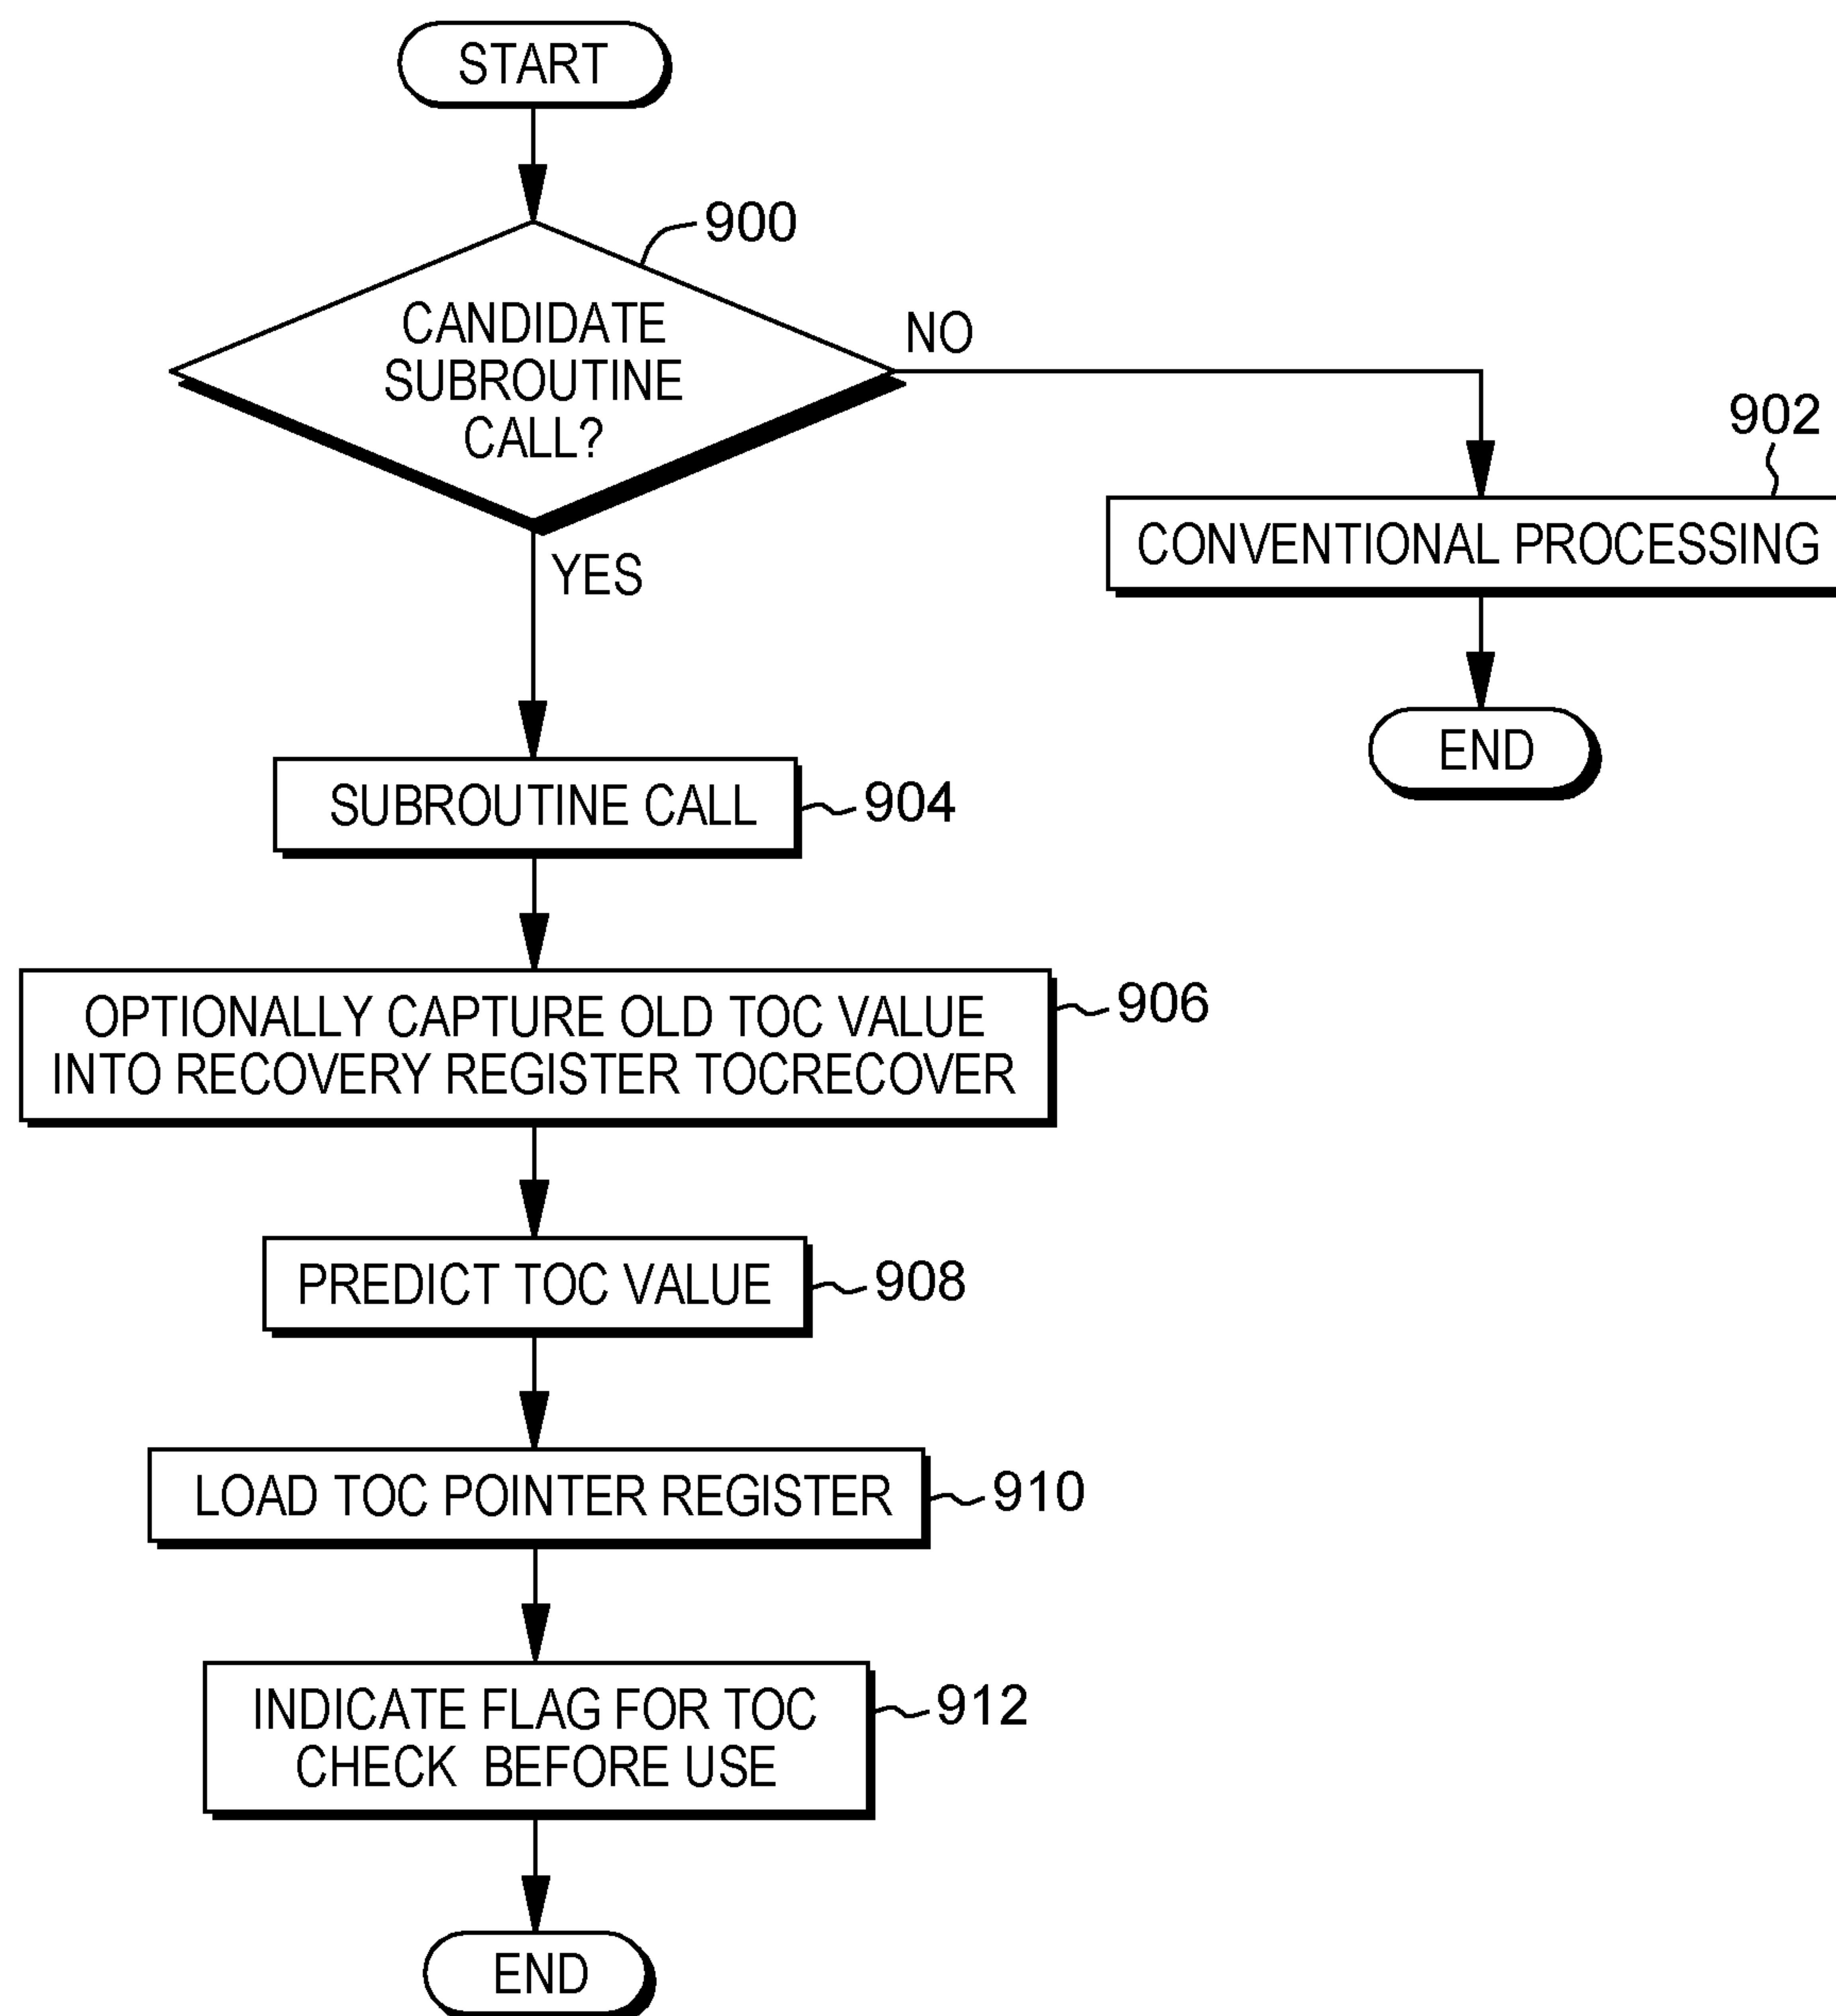 START
900
CANDIDATE
SUBROUTINE
CALL?
NO
YES
902
CONVENTIONAL PROCESSING
END
SUBROUTINE CALL
904
OPTIONALLY CAPTURE OLD TOC VALUE
INTO RECOVERY REGISTER TOCRECOVER
906
PREDICT TOC VALUE
908
LOAD TOC POINTER REGISTER
910
INDICATE FLAG FOR TOC
CHECK BEFORE USE
912
END